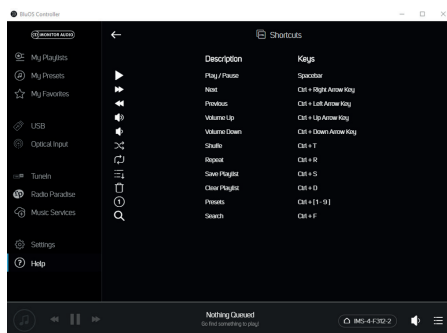 BluOS Controller
MONITOR AUDIO
Shortcuts
My Playlists
My Presets
My Favorites
USB
Optical Input
TuneIn
Radio Paradise
Music Services
Settings
Help
Description Keys
Play / Pause Spacebar
Next Ctrl + Right Arrow Key
Previous Ctrl + Left Arrow Key
Volume Up Ctrl + Up Arrow Key
Volume Down Ctrl + Down Arrow Key
Shuffle Ctrl + T
Repeat Ctrl + R
Save Playlist Ctrl + S
Clear Playlist Ctrl + D
1 Presets Ctrl + [1 - 9]
Search Ctrl + F
Nothing Queued
Go find something to play!
IMS-4-F312-2